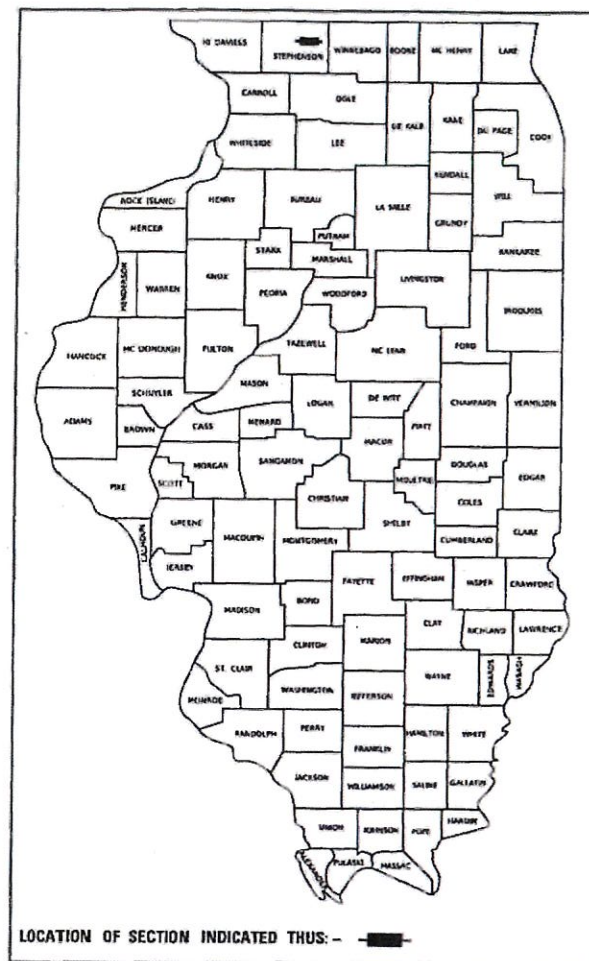 JO DAVIESS
STEPHENSON
WINNEBAGO
BOONE
MC HENRY
LAKE
CARROLL
OGLE
DE KALB
KANE
DU PAGE
COOK
WHITESIDE
LEE
KENDALL
WILL
ROCK ISLAND
HENRY
BUREAU
LA SALLE
GRUNDY
MERCER
PUTNAM
KANKAKEE
STARK
MARSHALL
HENDERSON
WARREN
KNOX
PEORIA
WOODFORD
LIVINGSTON
IROQUOIS
HANCOCK
MC DONOUGH
FULTON
TAZEWELL
MC LEAN
FORD
MASON
SCHUYLER
LOGAN
DE WITT
CHAMPAIGN
VERMILION
ADAMS
BROWN
CASS
MENARD
PIATT
MACON
MORGAN
SANGAMON
DOUGLAS
PIKE
SCOTT
MOULTRIE
EDGAR
CHRISTIAN
COLES
GREENE
SHELBY
CALHOUN
MACOUPIN
MONTGOMERY
CUMBERLAND
CLARK
JERSEY
FAYETTE
EFFINGHAM
JASPER
CRAWFORD
MADISON
BOND
CLAY
RICHLAND
LAWRENCE
CLINTON
MARION
ST. CLAIR
WAYNE
EDWARDS
WABASH
WASHINGTON
JEFFERSON
MONROE
RANDOLPH
PERRY
HAMILTON
WHITE
FRANKLIN
JACKSON
WILLIAMSON
SALINE
GALLATIN
UNION
JOHNSON
POPE
HARDIN
ALEXANDER
PULASKI
MASSAC
LOCATION OF SECTION INDICATED THUS: -